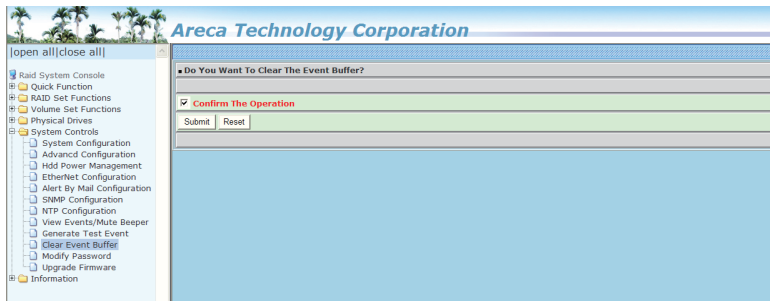 Areca Technology Corporation
|open all|close all|
Raid System Console
Quick Function
RAID Set Functions
Volume Set Functions
Physical Drives
System Controls
System Configuration
Advancd Configuration
Hdd Power Management
EtherNet Configuration
Alert By Mail Configuration
SNMP Configuration
NTP Configuration
View Events/Mute Beeper
Generate Test Event
Clear Event Buffer
Modify Password
Upgrade Firmware
Information
Do You Want To Clear The Event Buffer?
Confirm The Operation
Submit Reset